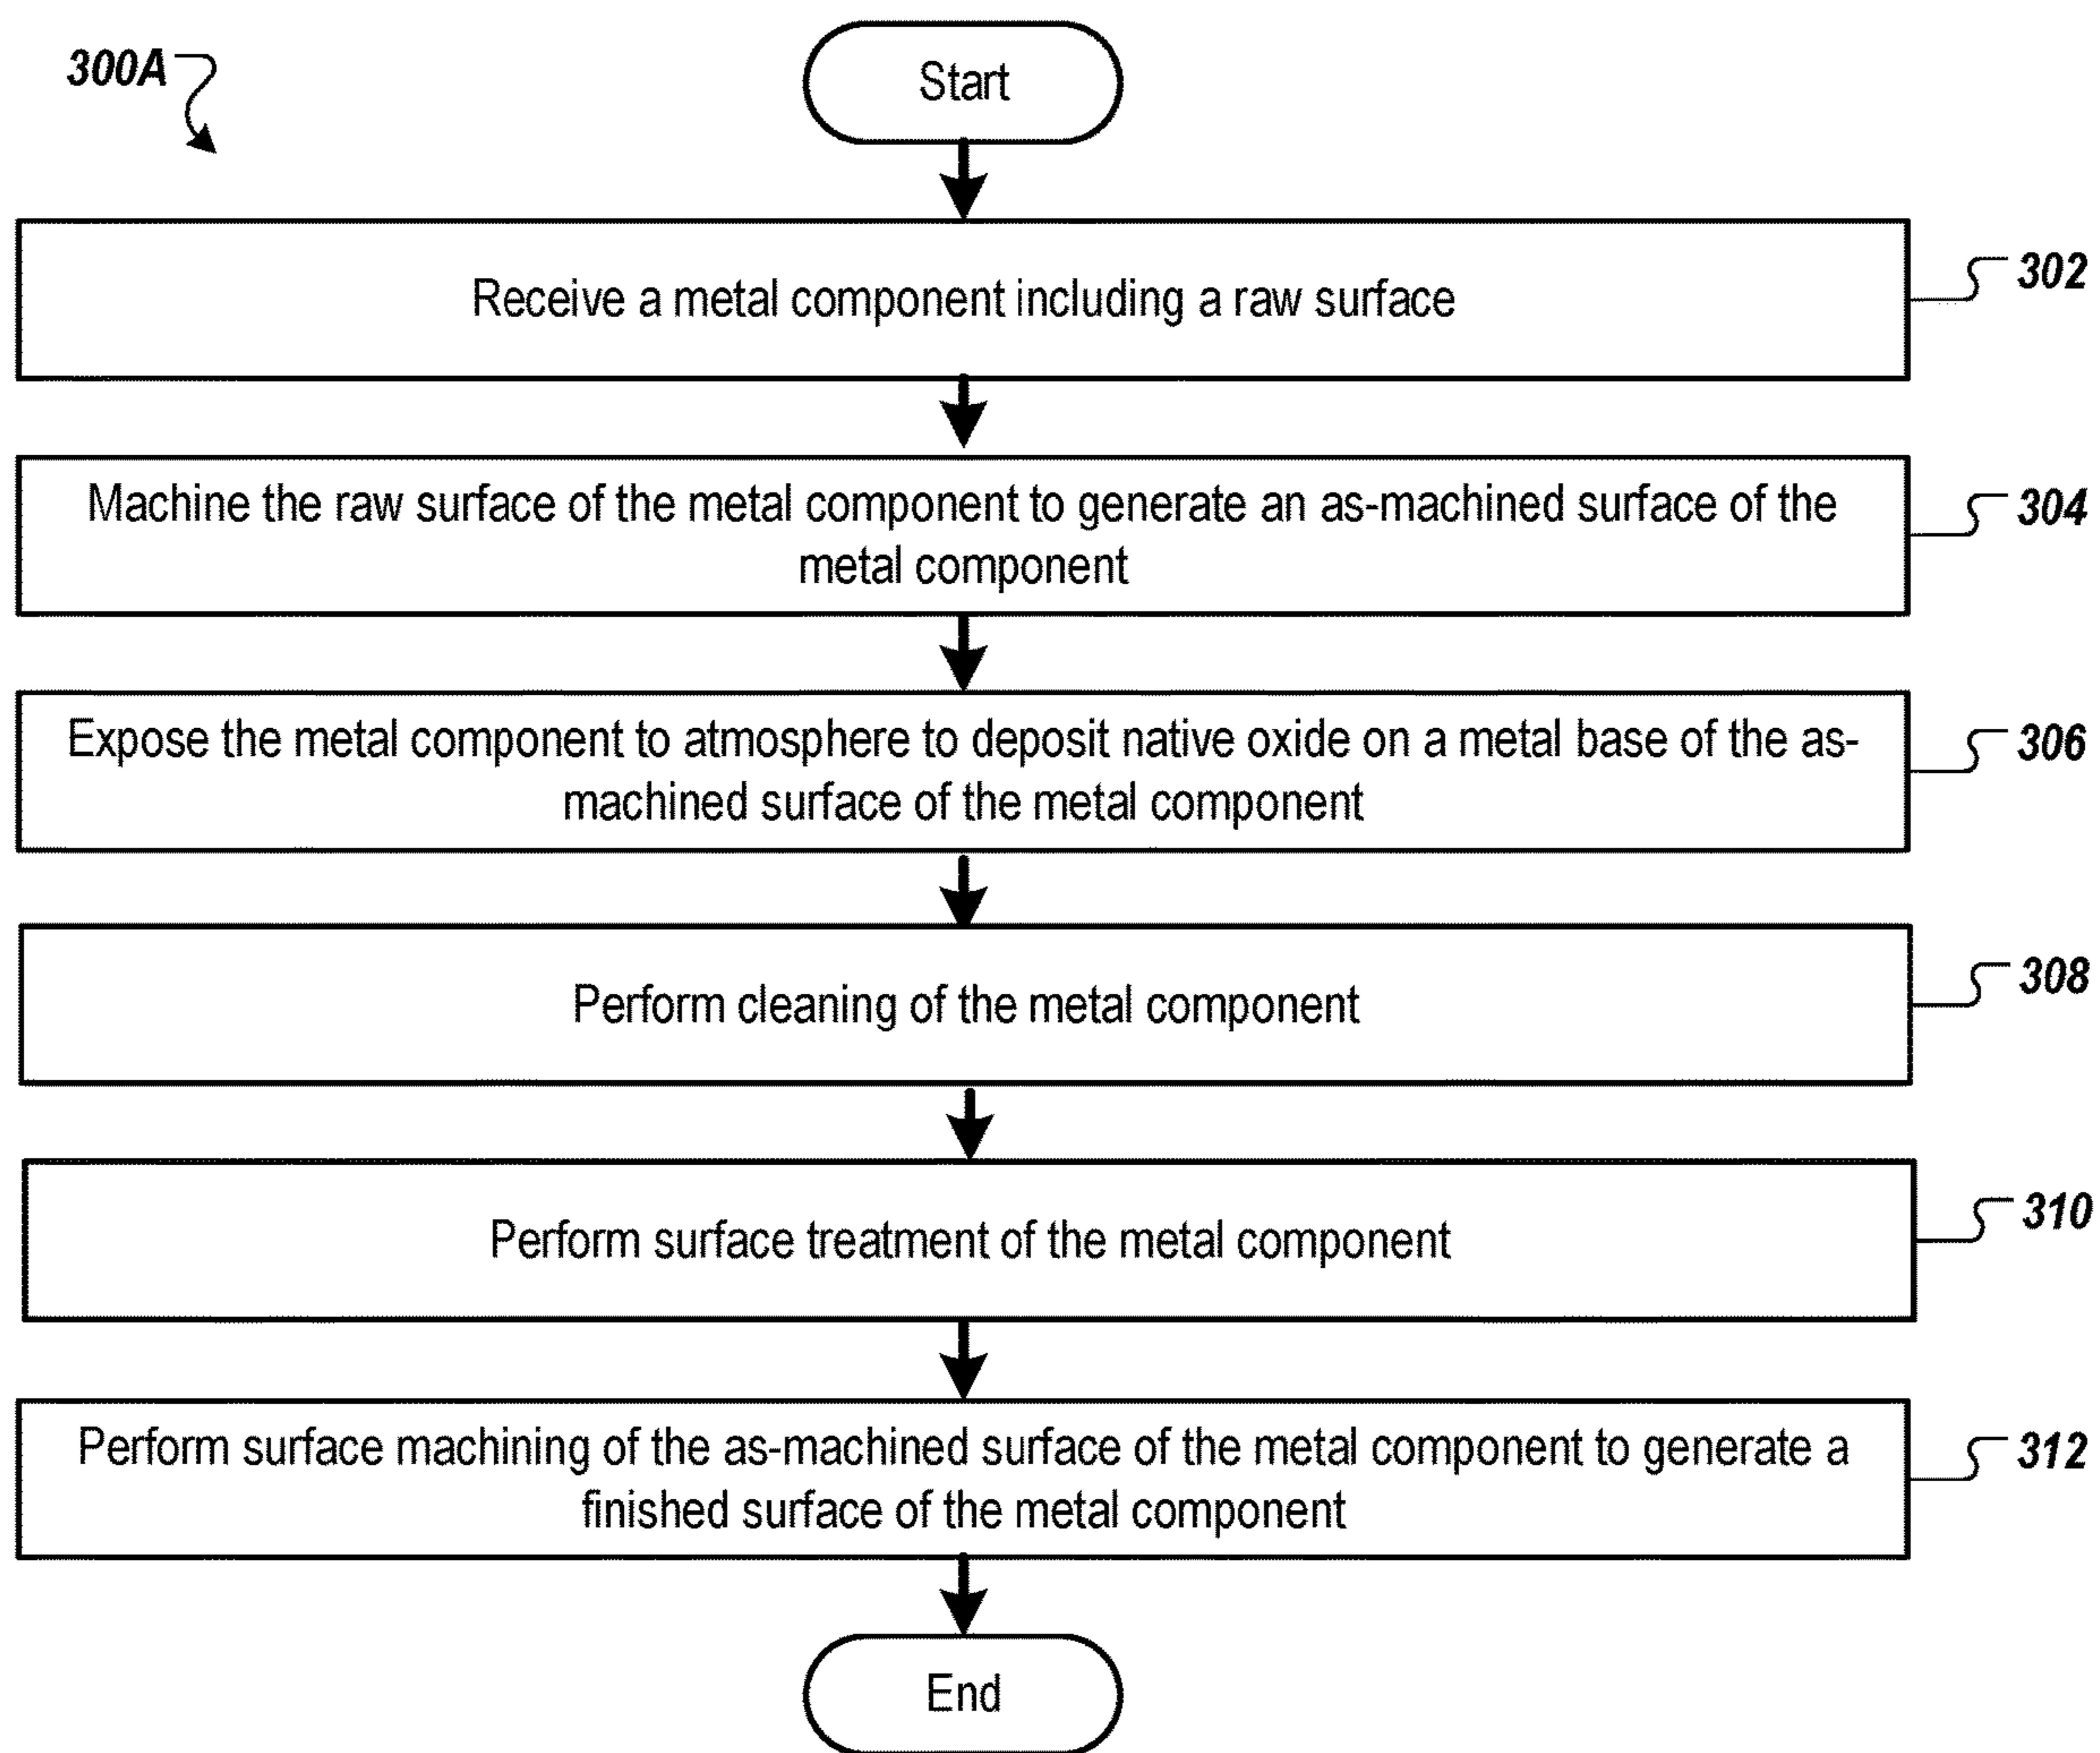 300A
Start
Receive a metal component including a raw surface
302
Machine the raw surface of the metal component to generate an as-machined surface of the
metal component
304
Expose the metal component to atmosphere to deposit native oxide on a metal base of the as-
machined surface of the metal component
306
Perform cleaning of the metal component
308
Perform surface treatment of the metal component
310
Perform surface machining of the as-machined surface of the metal component to generate a
finished surface of the metal component
312
End